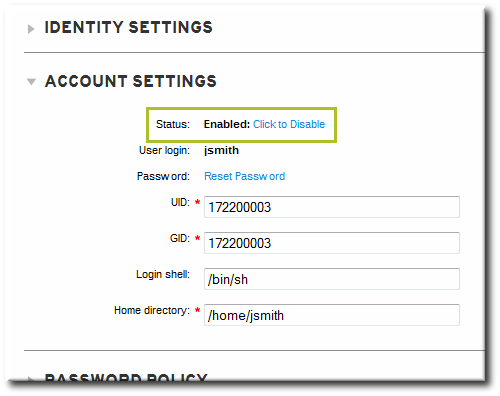 IDENTITY SETTINGS
ACCOUNT SETTINGS
Status: Enabled: Click to Disable
User login: jsmith
Password: Reset Password
UID: * 172200003
GID: * 172200003
Login shell: /bin/sh
Home directory: * /home/jsmith
PASSWORD POLICY